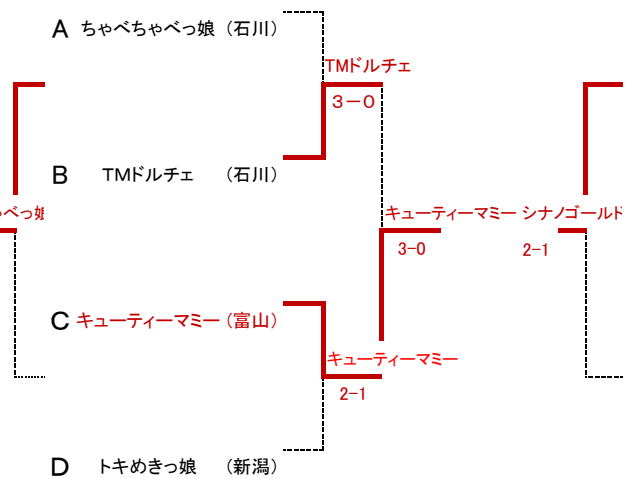 A ちゃべちゃべっ娘 (石川)
TMドルチェ
3－0
B TMドルチェ (石川)
べっ娘
キューティーマミー シナノゴールド
3-0 2-1
C キューティーマミー (富山)
キューティーマミー
2-1
D トキめきっ娘 (新潟)